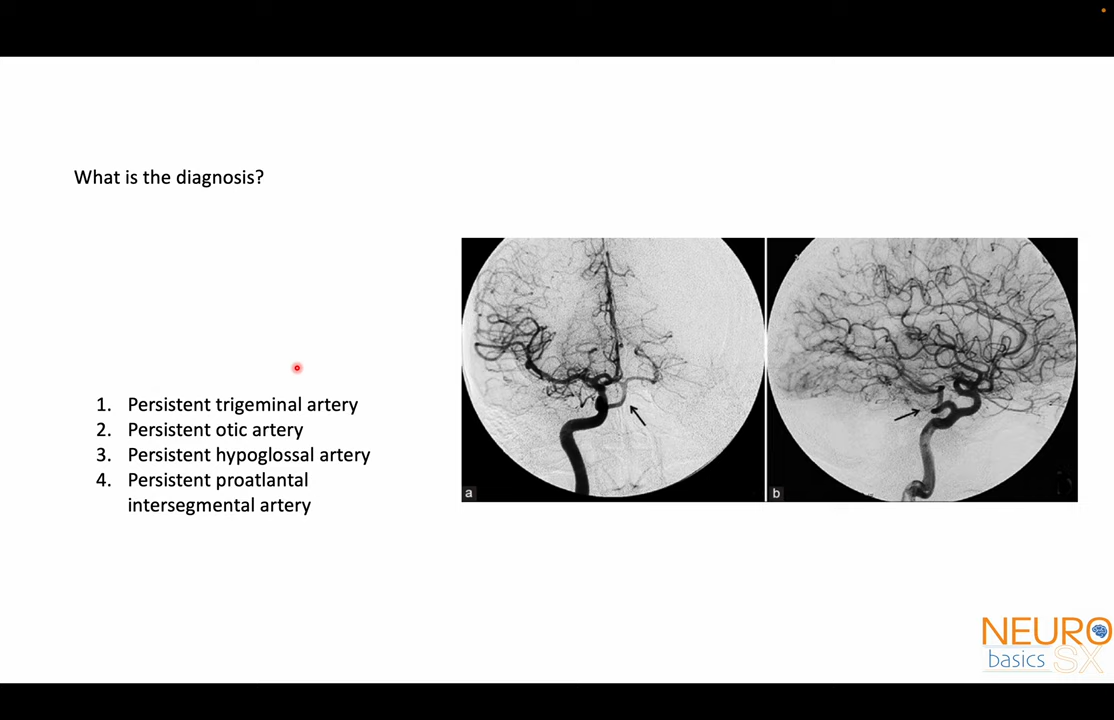 What is the diagnosis?
1. Persistent trigeminal artery
2. Persistent otic artery
3. Persistent hypoglossal artery
4. Persistent proatlantal
intersegmental artery
a
b
NEURO
basics SX